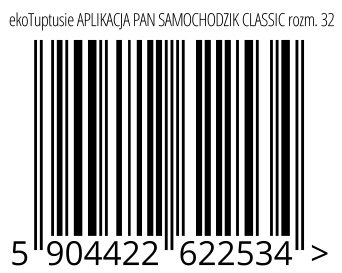 ekoTuptusie APLIKACJA PAN SAMOCHODZIK CLASSIC rozm. 32
5 904422 622534 >